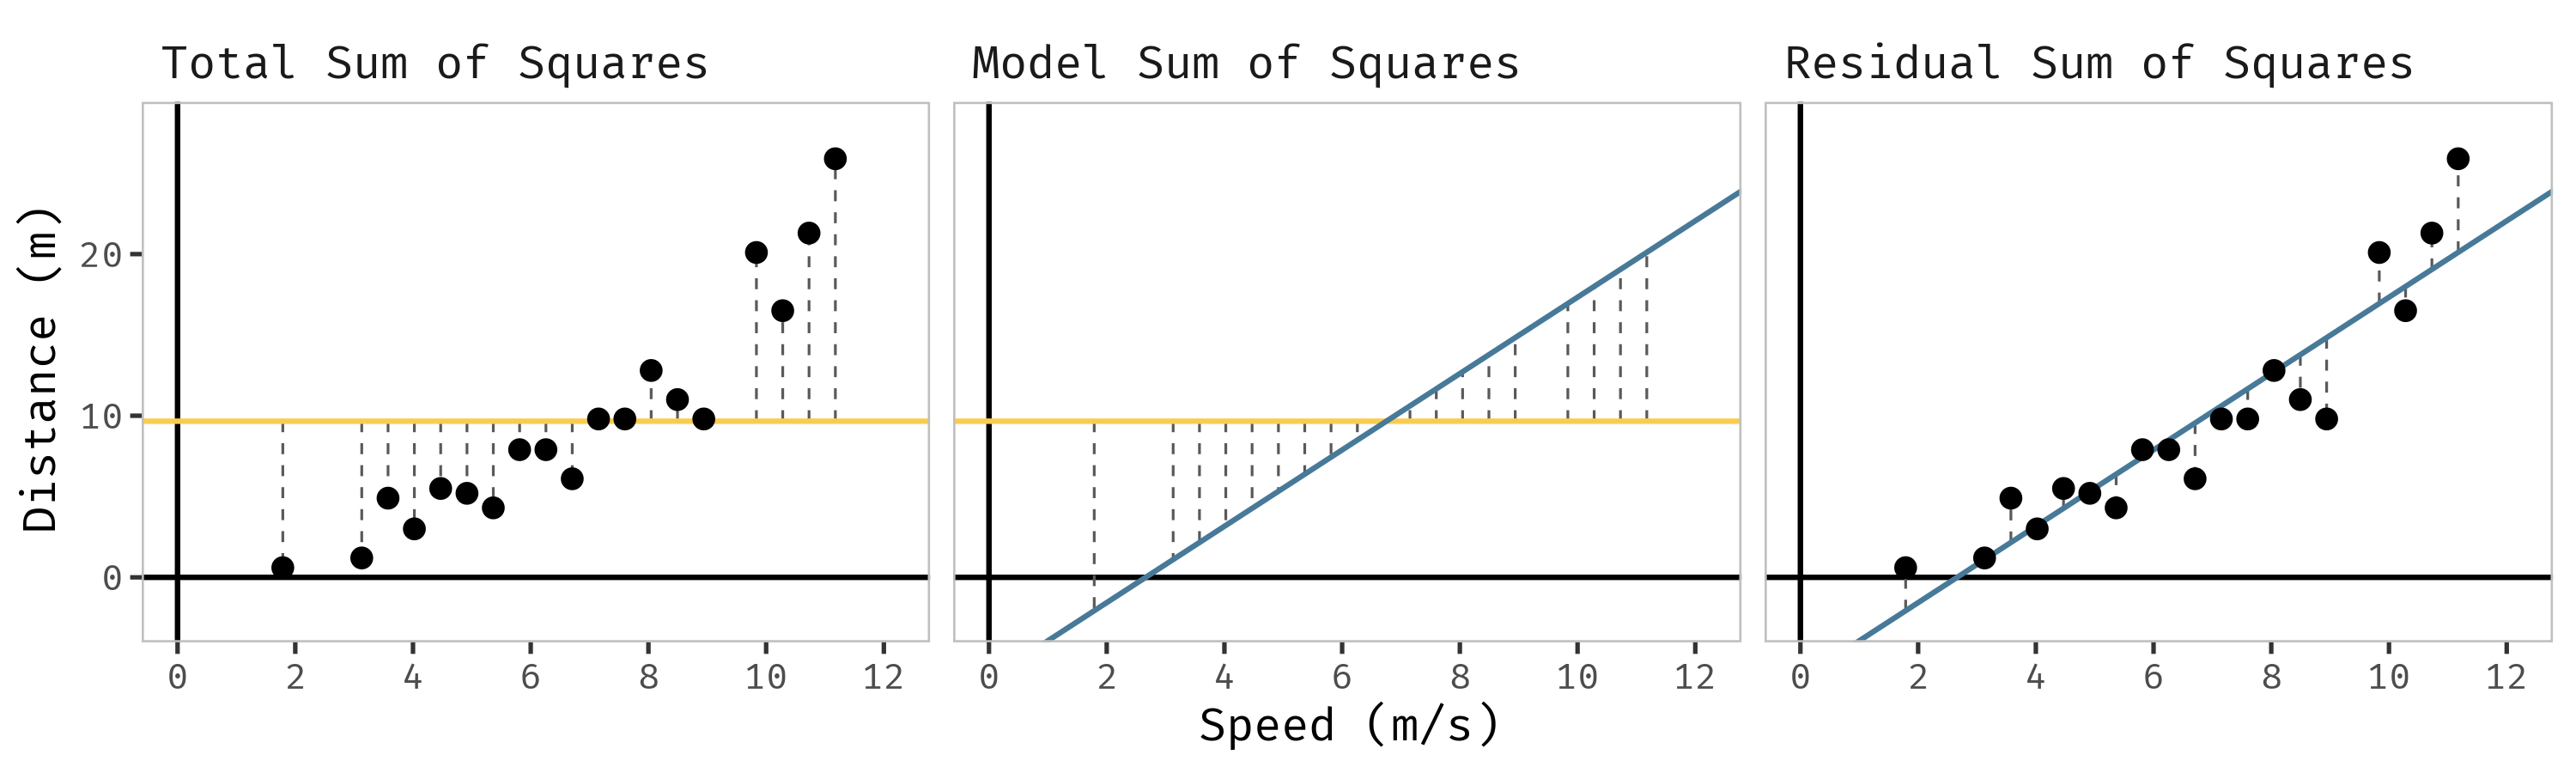 Total Sum of Squares
Model Sum of Squares
Residual Sum of Squares
Distance (m)
20
10
0
0 2 4 6 8 10 12
0 2 4 6 8 10 12
0 2 4 6 8 10 12
Speed (m/s)